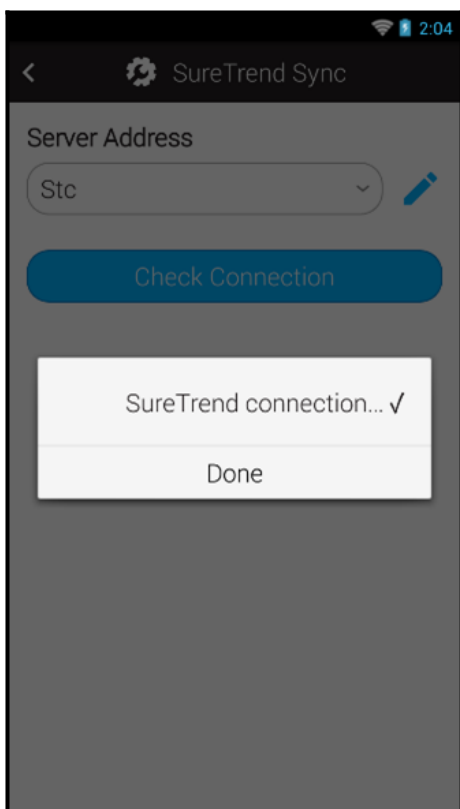 2:04
SureTrend Sync
Server Address
Stc
Check Connection
SureTrend connection... √
Done